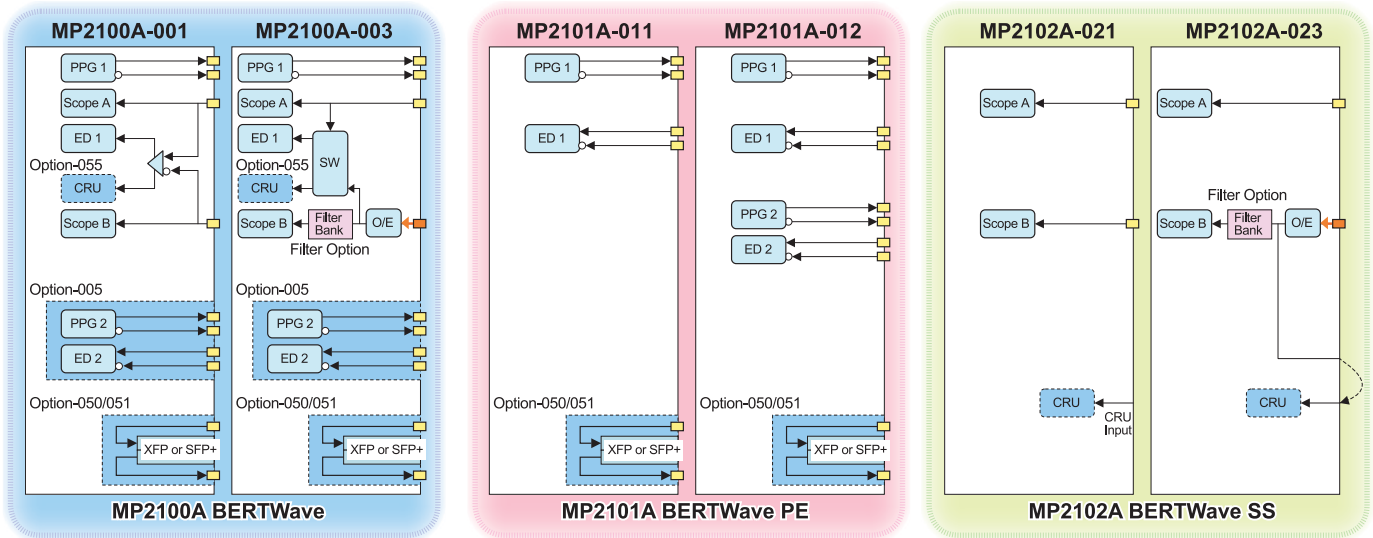 MP2100A-001
PPG 1
Scope A
ED 1
Option-055
CRU
Scope B
Option-005
PPG 2
ED 2
Option-050/051
XFP or SFP+
MP2100A-003
PPG 1
Scope A
ED 1
SW
Option-055
CRU
Scope B
Filter
Bank
O/E
Filter Option
Option-005
PPG 2
ED 2
Option-050/051
XFP or SFP+
MP2100A BERTWave
MP2101A-011
PPG 1
ED 1
Option-050/051
XFP or SFP+
MP2101A-012
PPG 1
ED 1
PPG 2
ED 2
Option-050/051
XFP or SFP+
MP2101A BERTWave PE
MP2102A-021
Scope A
Scope B
CRU
CRU
Input
MP2102A-023
Scope A
Filter Option
Scope B
Filter
Bank
O/E
CRU
MP2102A BERTWave SS